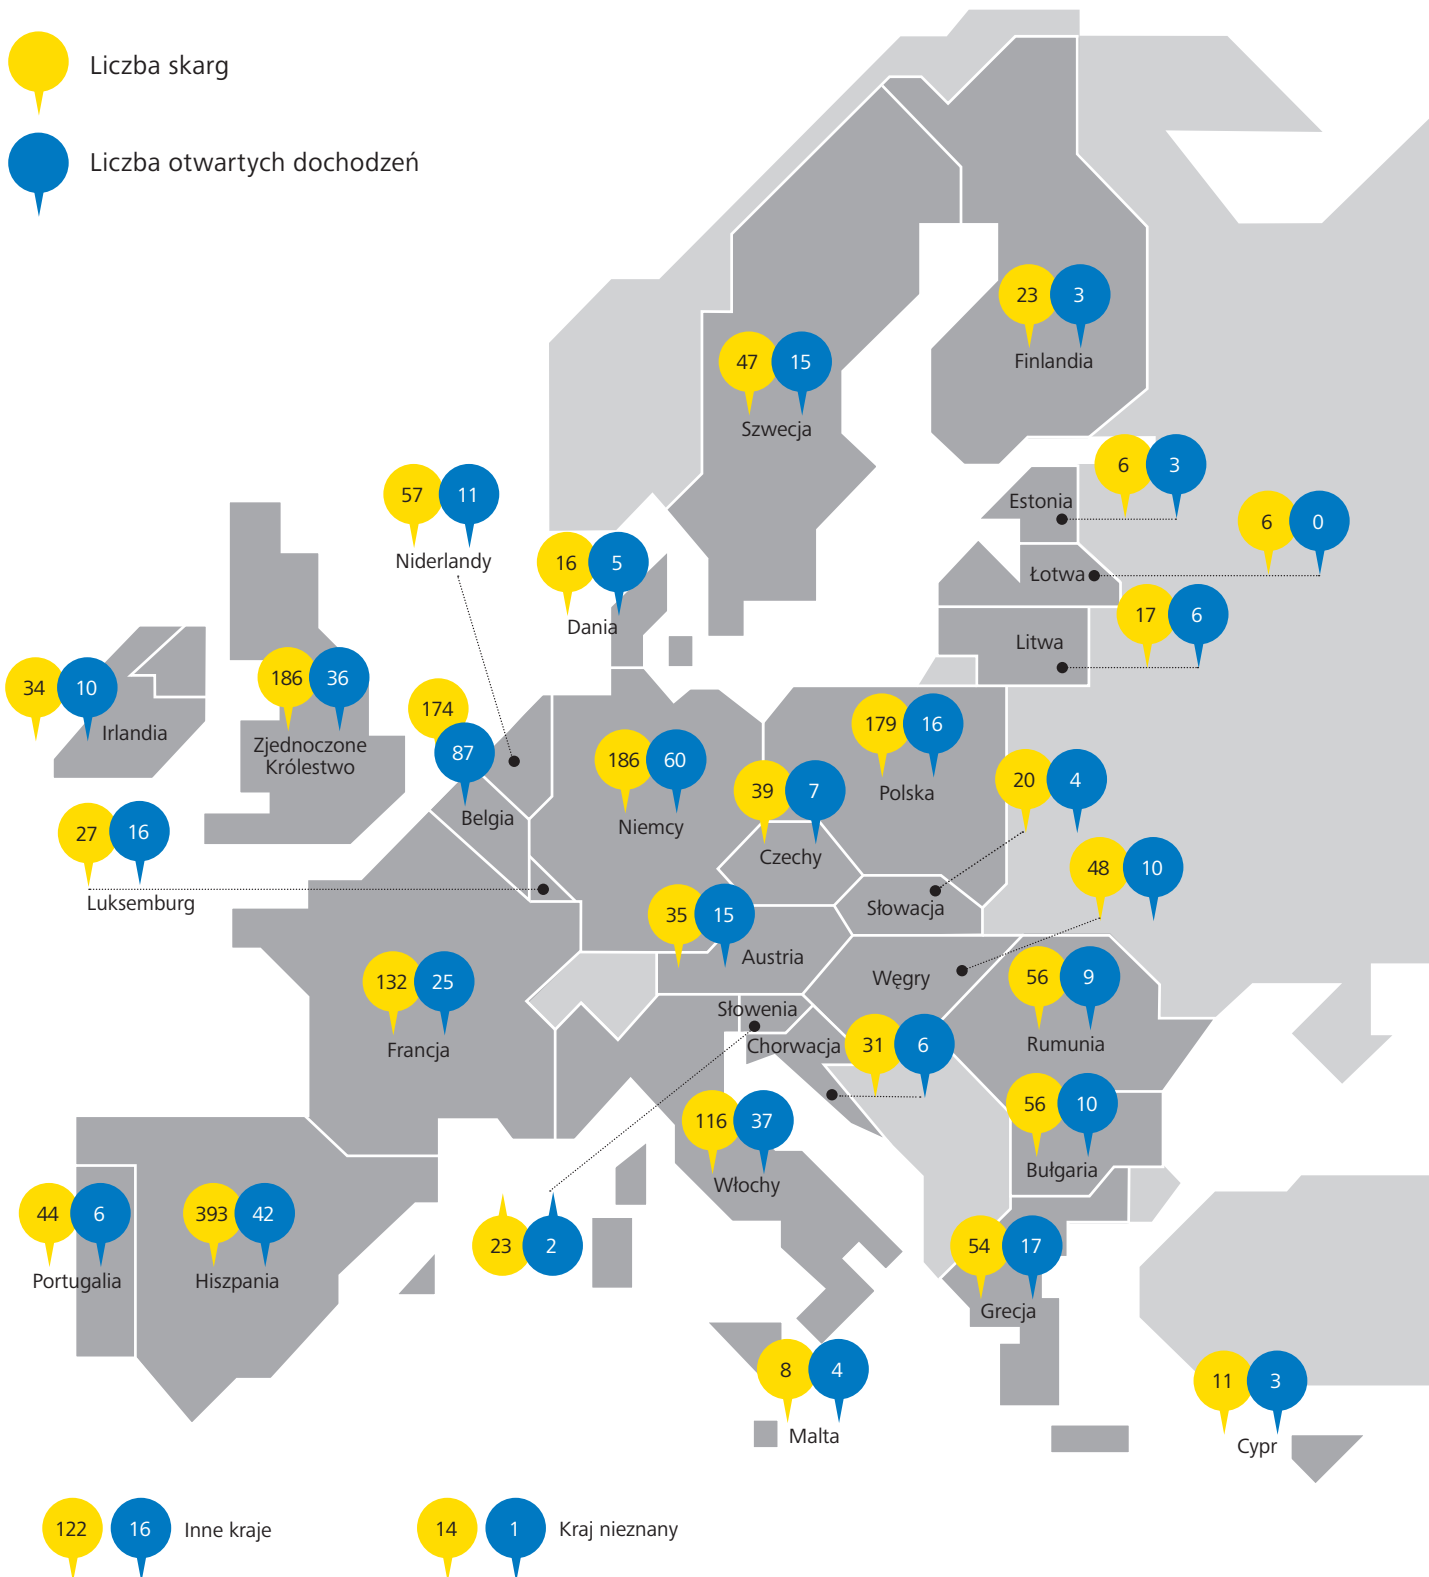 Liczba skarg
Liczba otwartych dochodzeń
23 3
Finlandia
47 15
Szwecja
6 3
Estonia
57 11
Niderlandy
6 0
Łotwa
16 5
Dania
17 6
Litwa
34 10
Irlandia
186 36
Zjednoczone
Królestwo
174
87
Belgia
186 60
Niemcy
179 16
Polska
39 7
Czechy
20 4
Słowacja
27 16
Luksemburg
48 10
Węgry
35 15
Austria
132 25
Francja
56 9
Rumunia
Słowenia
Chorwacja 31 6
116 37
Włochy
56 10
Bułgaria
44 6
Portugalia
393 42
Hiszpania
23 2
54 17
Grecja
8 4
Malta
11 3
Cypr
122 16 Inne kraje
14 1 Kraj nieznany